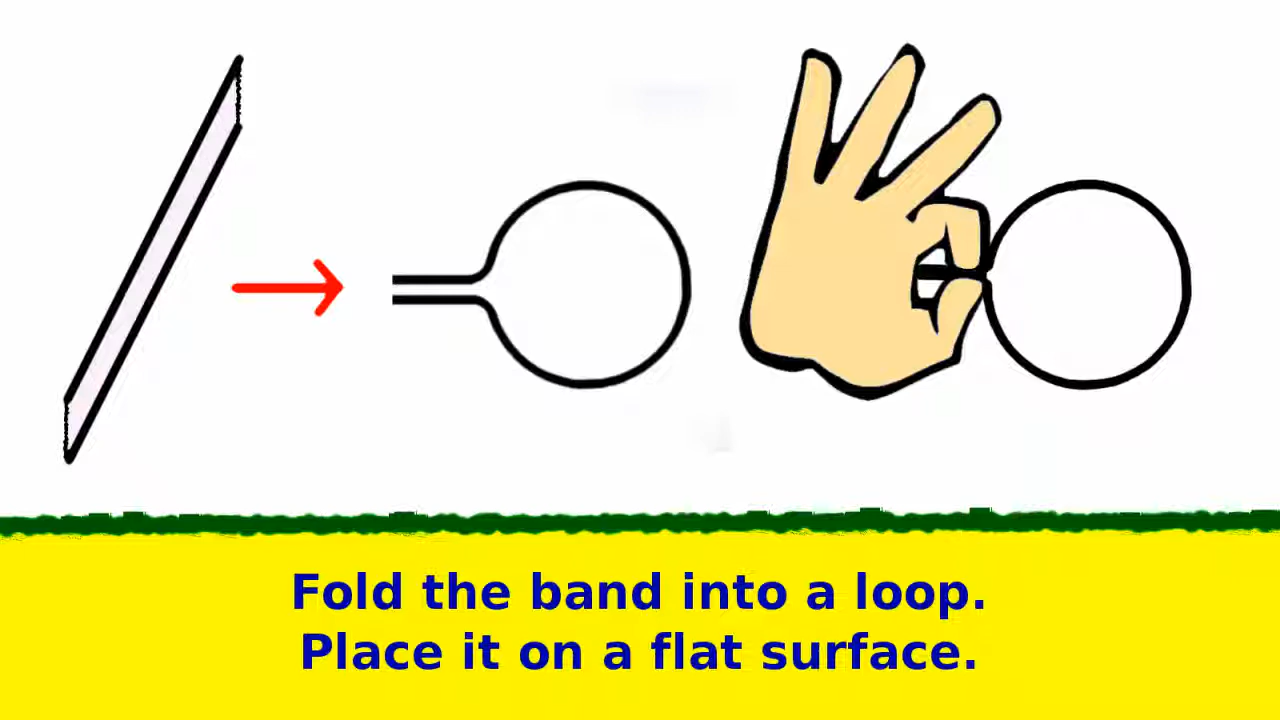 Fold the band into a loop.
Place it on a flat surface.